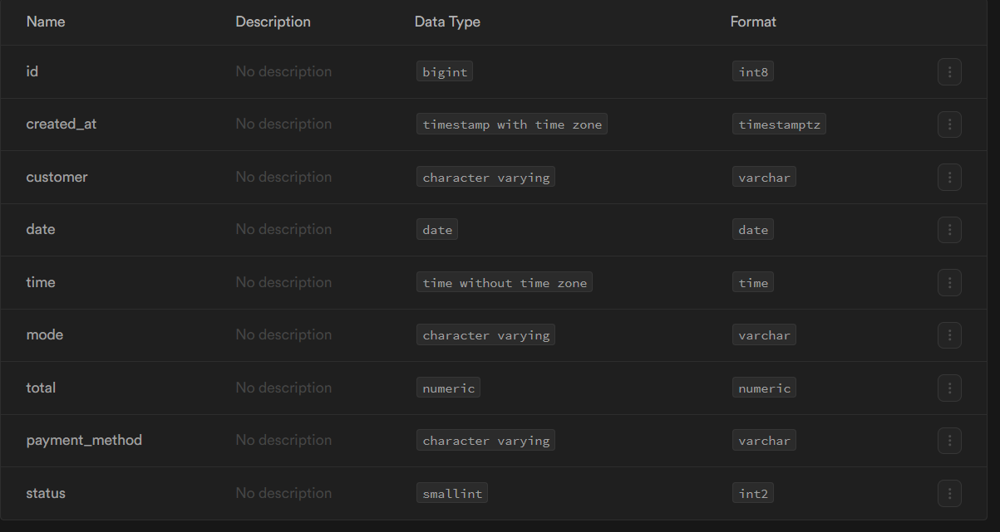 Name Description Data Type Format
id No description bigint int8
created_at No description timestamp with time zone timestamptz
customer No description character varying varchar
date No description date date
time No description time without time zone time
mode No description character varying varchar
total No description numeric numeric
payment_method No description character varying varchar
status No description smallint int2